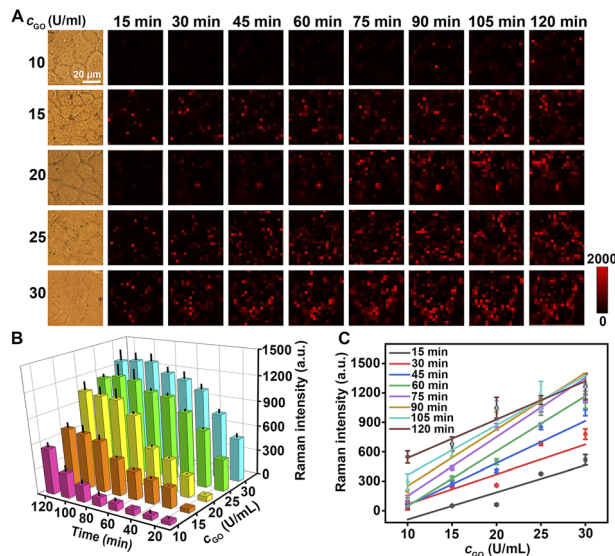 A
cGO (U/ml) 15 min 30 min 45 min 60 min 75 min 90 min 105 min 120 min
10
20 μm
15
20
25
30
2000
0
B
1500
1200
900
600
300
0
Raman intensity (a.u.)
120 100 80 60 40 20
Time (min)
10 15 20 25 30
cGO (U/mL)
C
1500
1200
900
600
300
0
Raman intensity (a.u.)
15 min
30 min
45 min
60 min
75 min
90 min
105 min
120 min
10 15 20 25 30
cGO (U/mL)